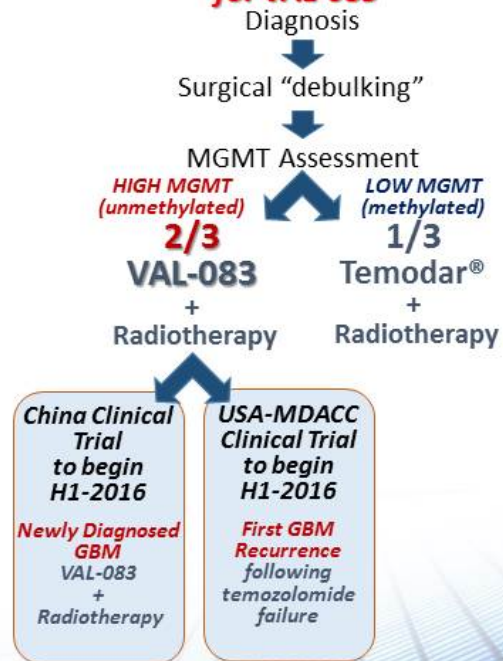 Diagnosis
Surgical “debulking”
MGMT Assessment
HIGH MGMT
(unmethylated)
2/3
VAL-083
+
Radiotherapy
LOW MGMT
(methylated)
1/3
Temodar®
+
Radiotherapy
China Clinical
Trial
to begin
H1-2016
Newly Diagnosed
GBM
VAL-083
+
Radiotherapy
USA-MDACC
Clinical Trial
to begin
H1-2016
First GBM
Recurrence
following
temozolomide
failure